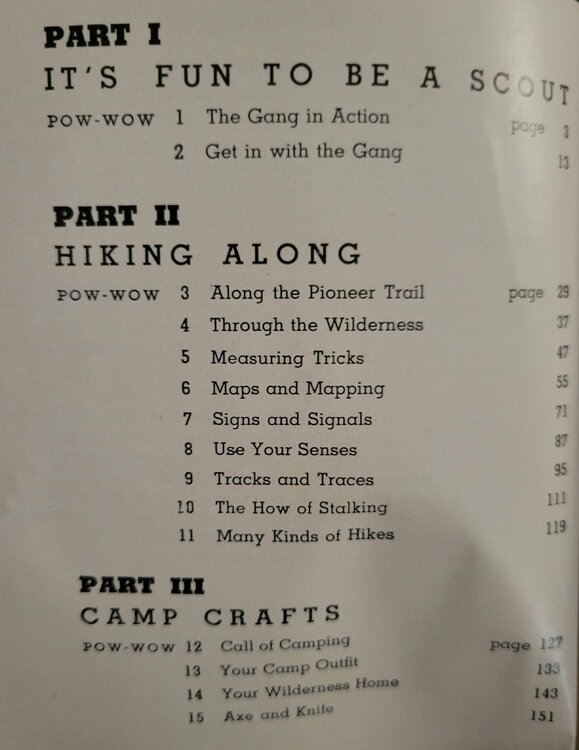 PART I
IT'S FUN TO BE A SCOUT
POW-WOW 1 The Gang in Action page 3
2 Get in with the Gang 13
PART II
HIKING ALONG
POW-WOW 3 Along the Pioneer Trail page 29
4 Through the Wilderness 37
5 Measuring Tricks 47
6 Maps and Mapping 55
7 Signs and Signals 71
8 Use Your Senses 87
9 Tracks and Traces 95
10 The How of Stalking 111
11 Many Kinds of Hikes 119
PART III
CAMP CRAFTS
POW-WOW 12 Call of Camping page 127
13 Your Camp Outfit 133
14 Your Wilderness Home 143
15 Axe and Knife 151